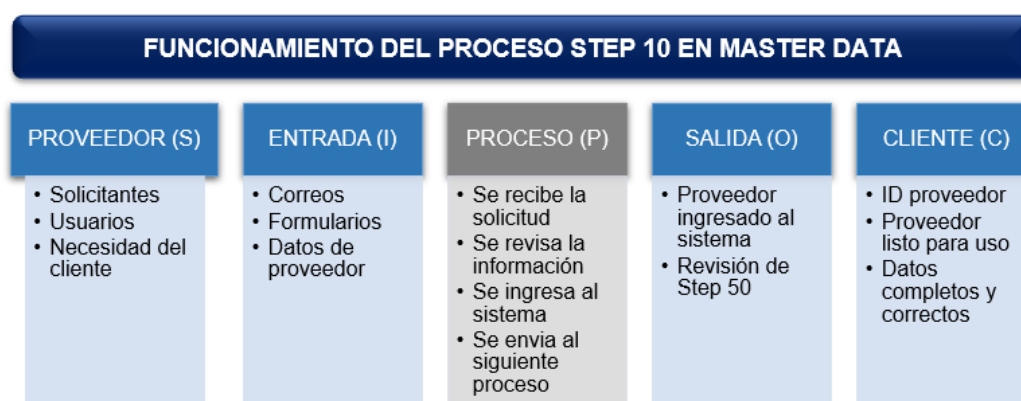 FUNCIONAMIENTO DEL PROCESO STEP 10 EN MASTER DATA
PROVEEDOR (S)
• Solicitantes
• Usuarios
• Necesidad del
cliente
ENTRADA (I)
• Correos
• Formularios
• Datos de
proveedor
PROCESO (P)
• Se recibe la
solicitud
• Se revisa la
información
• Se ingresa al
sistema
• Se envia al
siguiente
proceso
SALIDA (O)
• Proveedor
ingresado al
sistema
• Revisión de
Step 50
CLIENTE (C)
• ID proveedor
• Proveedor
listo para uso
• Datos
completos y
correctos